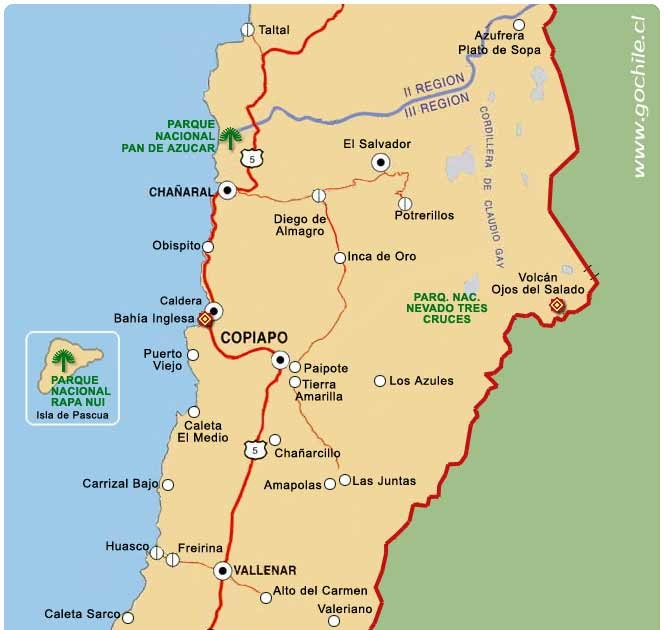 Taltal
Azufrera
Plato de Sopa
www.gochile.cl
II REGION
III REGION
PARQUE
NACIONAL
PAN DE AZUCAR
CORDILLERA DE CLAUDIO GAY
5
El Salvador
CHAÑARAL
Diego de
Almagro
Potrerillos
Obispito
Inca de Oro
Volcán
Ojos del Salado
PARQ. NAC.
NEVADO TRES
CRUCES
Caldera
Bahía Inglesa
COPIAPO
Puerto
Viejo
Paipote
Tierra
Amarilla
Los Azules
PARQUE
NACIONAL
RAPA NUI
Isla de Pascua
Caleta
El Medio
5
Chañarcillo
Carrizal Bajo
Amapolas
Las Juntas
Huasco
Freirina
VALLENAR
Alto del Carmen
Caleta Sarco
Valeriano